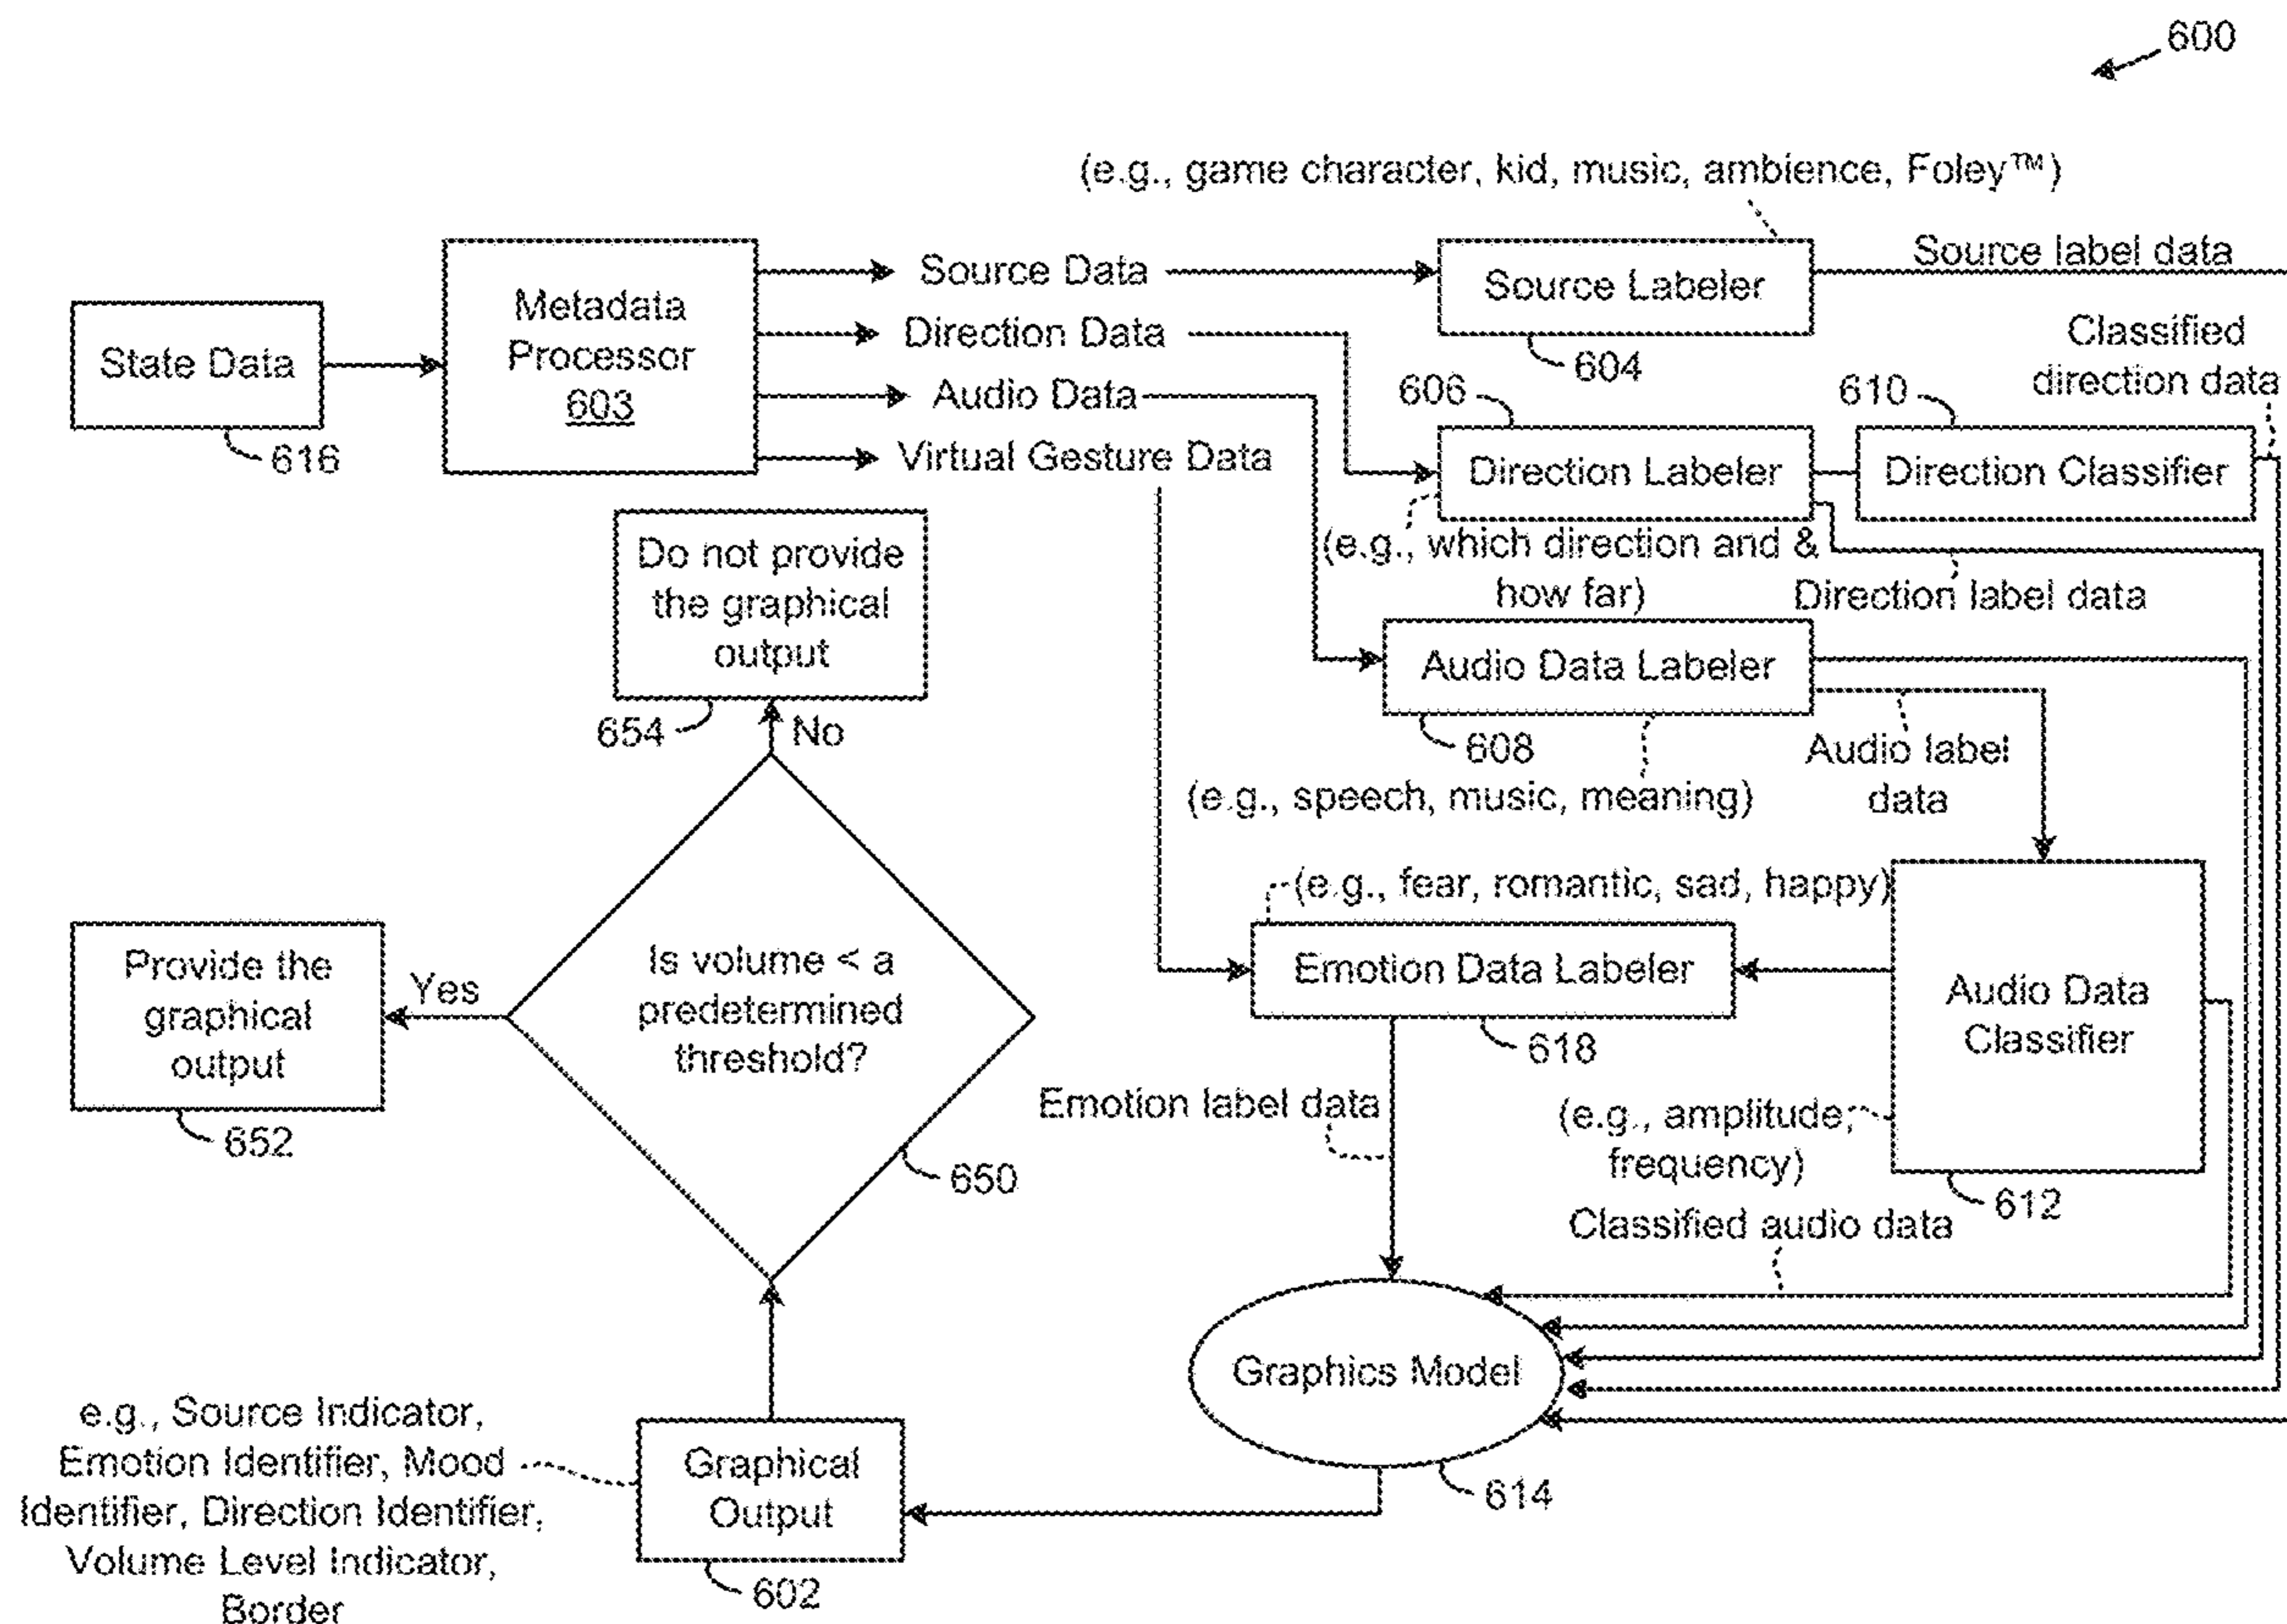 600
(e.g., game character, kid, music, ambience, Foley™)
State Data
616
Metadata
Processor
603
Source Data
Direction Data
Audio Data
Virtual Gesture Data
Source Labeler
604
Source label data
Classified
direction data
606
610
Direction Labeler
Direction Classifier
(e.g., which direction and &
how far)
Direction label data
Audio Data Labeler
608
Audio label
data
(e.g., speech, music, meaning)
Do not provide
the graphical
output
654
No
Is volume < a
predetermined
threshold?
650
Yes
Provide the
graphical
output
652
(e.g., fear, romantic, sad, happy)
Emotion Data Labeler
618
Audio Data
Classifier
612
(e.g., amplitude,
frequency)
Emotion label data
Classified audio data
Graphics Model
614
Graphical
Output
602
e.g., Source Indicator,
Emotion Identifier, Mood
Identifier, Direction Identifier,
Volume Level Indicator,
Border